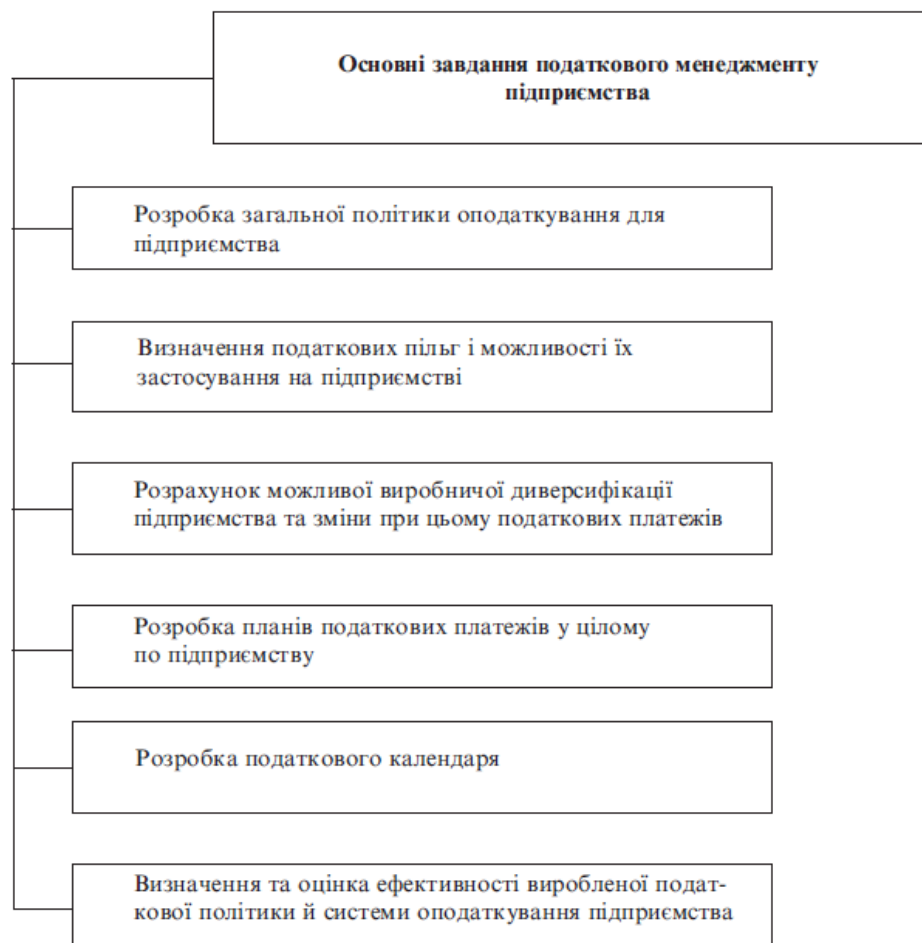 Основні завдання податкового менеджменту
підприємства
Розробка загальної політики оподаткування для
підприємства
Визначення податкових пільг і можливості їх
застосування на підприємстві
Розрахунок можливої виробничої диверсифікації
підприємства та зміни при цьому податкових платежів
Розробка планів податкових платежів у цілому
по підприємству
Розробка податкового календаря
Визначення та оцінка ефективності виробленої подат-
кової політики й системи оподаткування підприємства